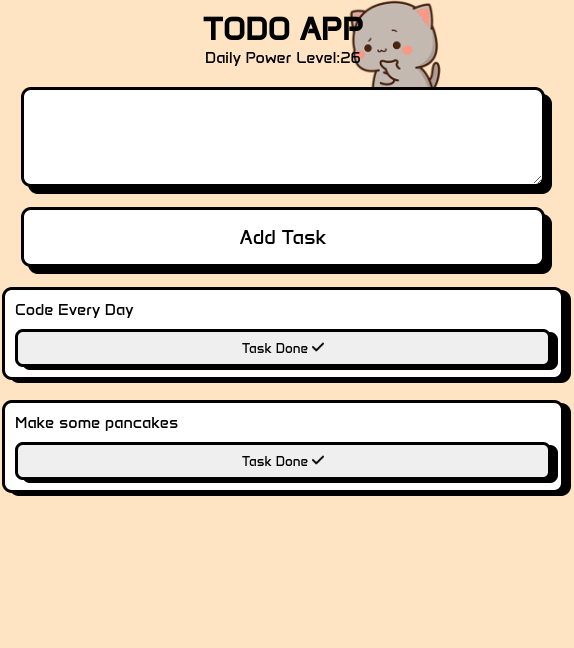 TODO APP
Daily Power Level:26
Add Task
Code Every Day
Task Done
Make some pancakes
Task Done